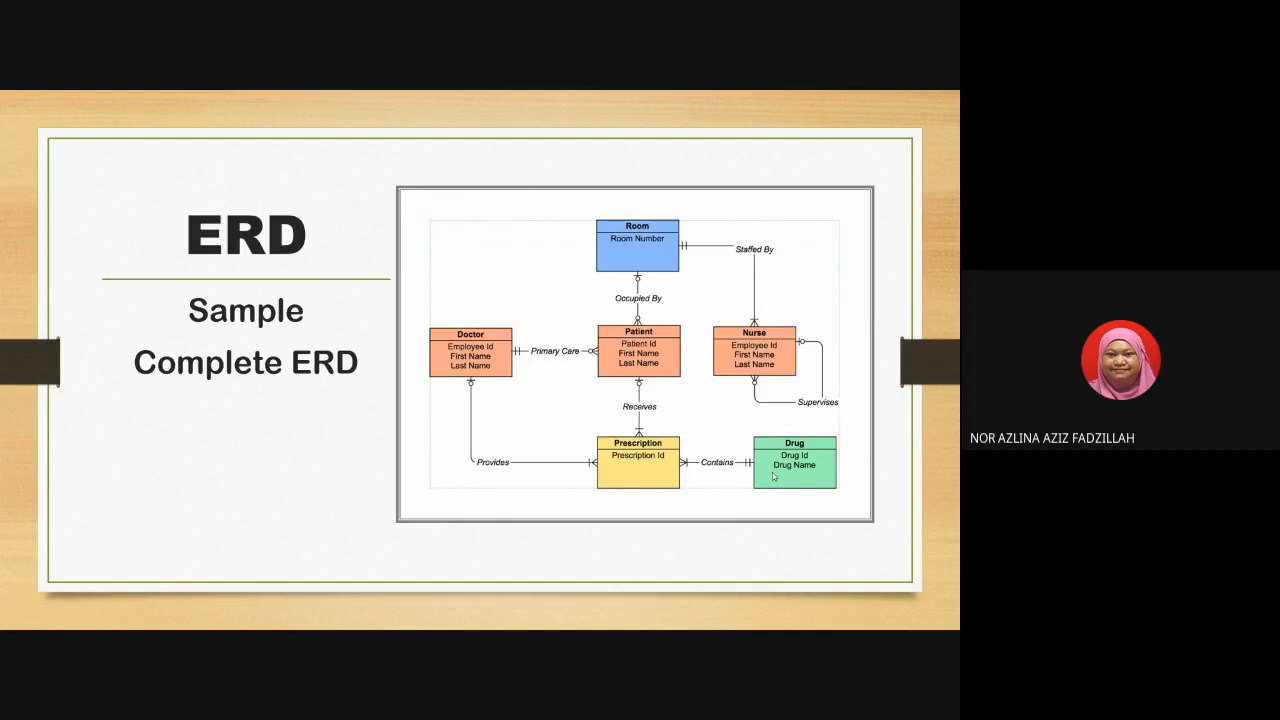 ERD
Sample
Complete ERD
Room
Room Number
Staffed By
Occupied By
Doctor
Employee Id
First Name
Last Name
Primary Care
Patient
Patient Id
First Name
Last Name
Nurse
Employee Id
First Name
Last Name
Supervises
Receives
Provides
Prescription
Prescription Id
Contains
Drug
Drug Id
Drug Name
NOR AZLINA AZIZ FADZILLAH